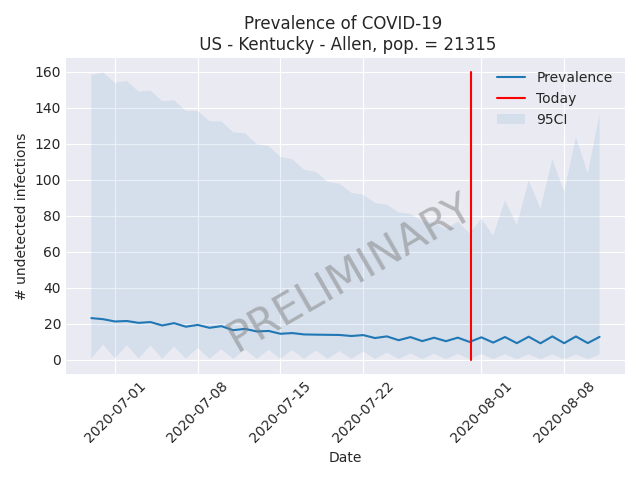 Prevalence of COVID-19
US - Kentucky - Allen, pop. = 21315
160
140
120
100
80
60
40
20
0
# undetected infections
Prevalence
Today
95CI
PRELIMINARY
2020-07-01
2020-07-08
2020-07-15
2020-07-22
2020-08-01
2020-08-08
Date